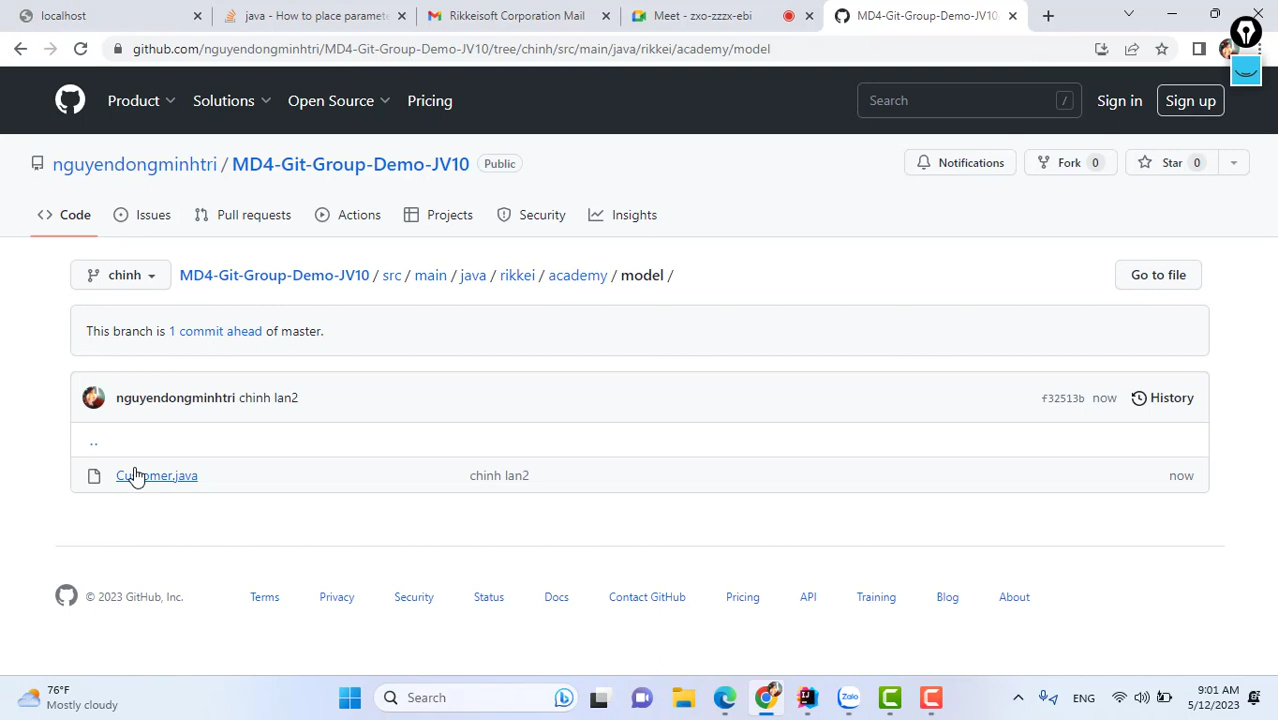 localhost
java - How to place paramete
Rikkeisoft Corporation Mail
Meet - zxo-zzzx-ebi
MD4-Git-Group-Demo-JV10
github.com/nguyendongminhtri/MD4-Git-Group-Demo-JV10/tree/chinh/src/main/java/rikkei/academy/model
Product
Solutions
Open Source
Pricing
Search
/
Sign in
Sign up
nguyendongminhtri / MD4-Git-Group-Demo-JV10
Public
Notifications
Fork 0
Star 0
Code
Issues
Pull requests
Actions
Projects
Security
Insights
chinh
MD4-Git-Group-Demo-JV10 / src / main / java / rikkei / academy / model /
Go to file
This branch is 1 commit ahead of master.
nguyendongminhtri chinh lan2
f32513b now
History
..
Customer.java
chinh lan2
now
© 2023 GitHub, Inc.
Terms
Privacy
Security
Status
Docs
Contact GitHub
Pricing
API
Training
Blog
About
76°F
Mostly cloudy
Search
Zalo
ENG
9:01 AM
5/12/2023